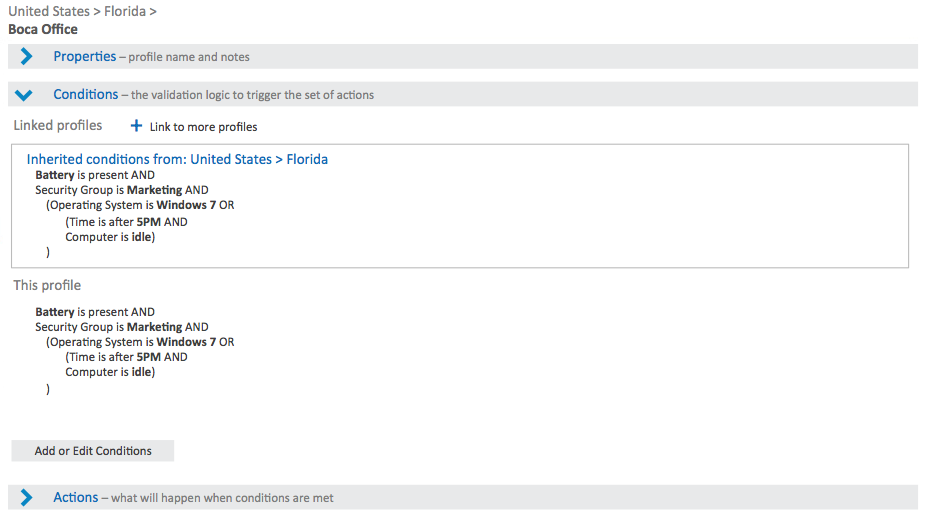 United States > Florida >
Boca Office
Properties – profile name and notes
Conditions – the validation logic to trigger the set of actions
Linked profiles + Link to more profiles
Inherited conditions from: United States > Florida
Battery is present AND
Security Group is Marketing AND
(Operating System is Windows 7 OR
(Time is after 5PM AND
Computer is idle)
)
This profile
Battery is present AND
Security Group is Marketing AND
(Operating System is Windows 7 OR
(Time is after 5PM AND
Computer is idle)
)
Add or Edit Conditions
Actions – what will happen when conditions are met